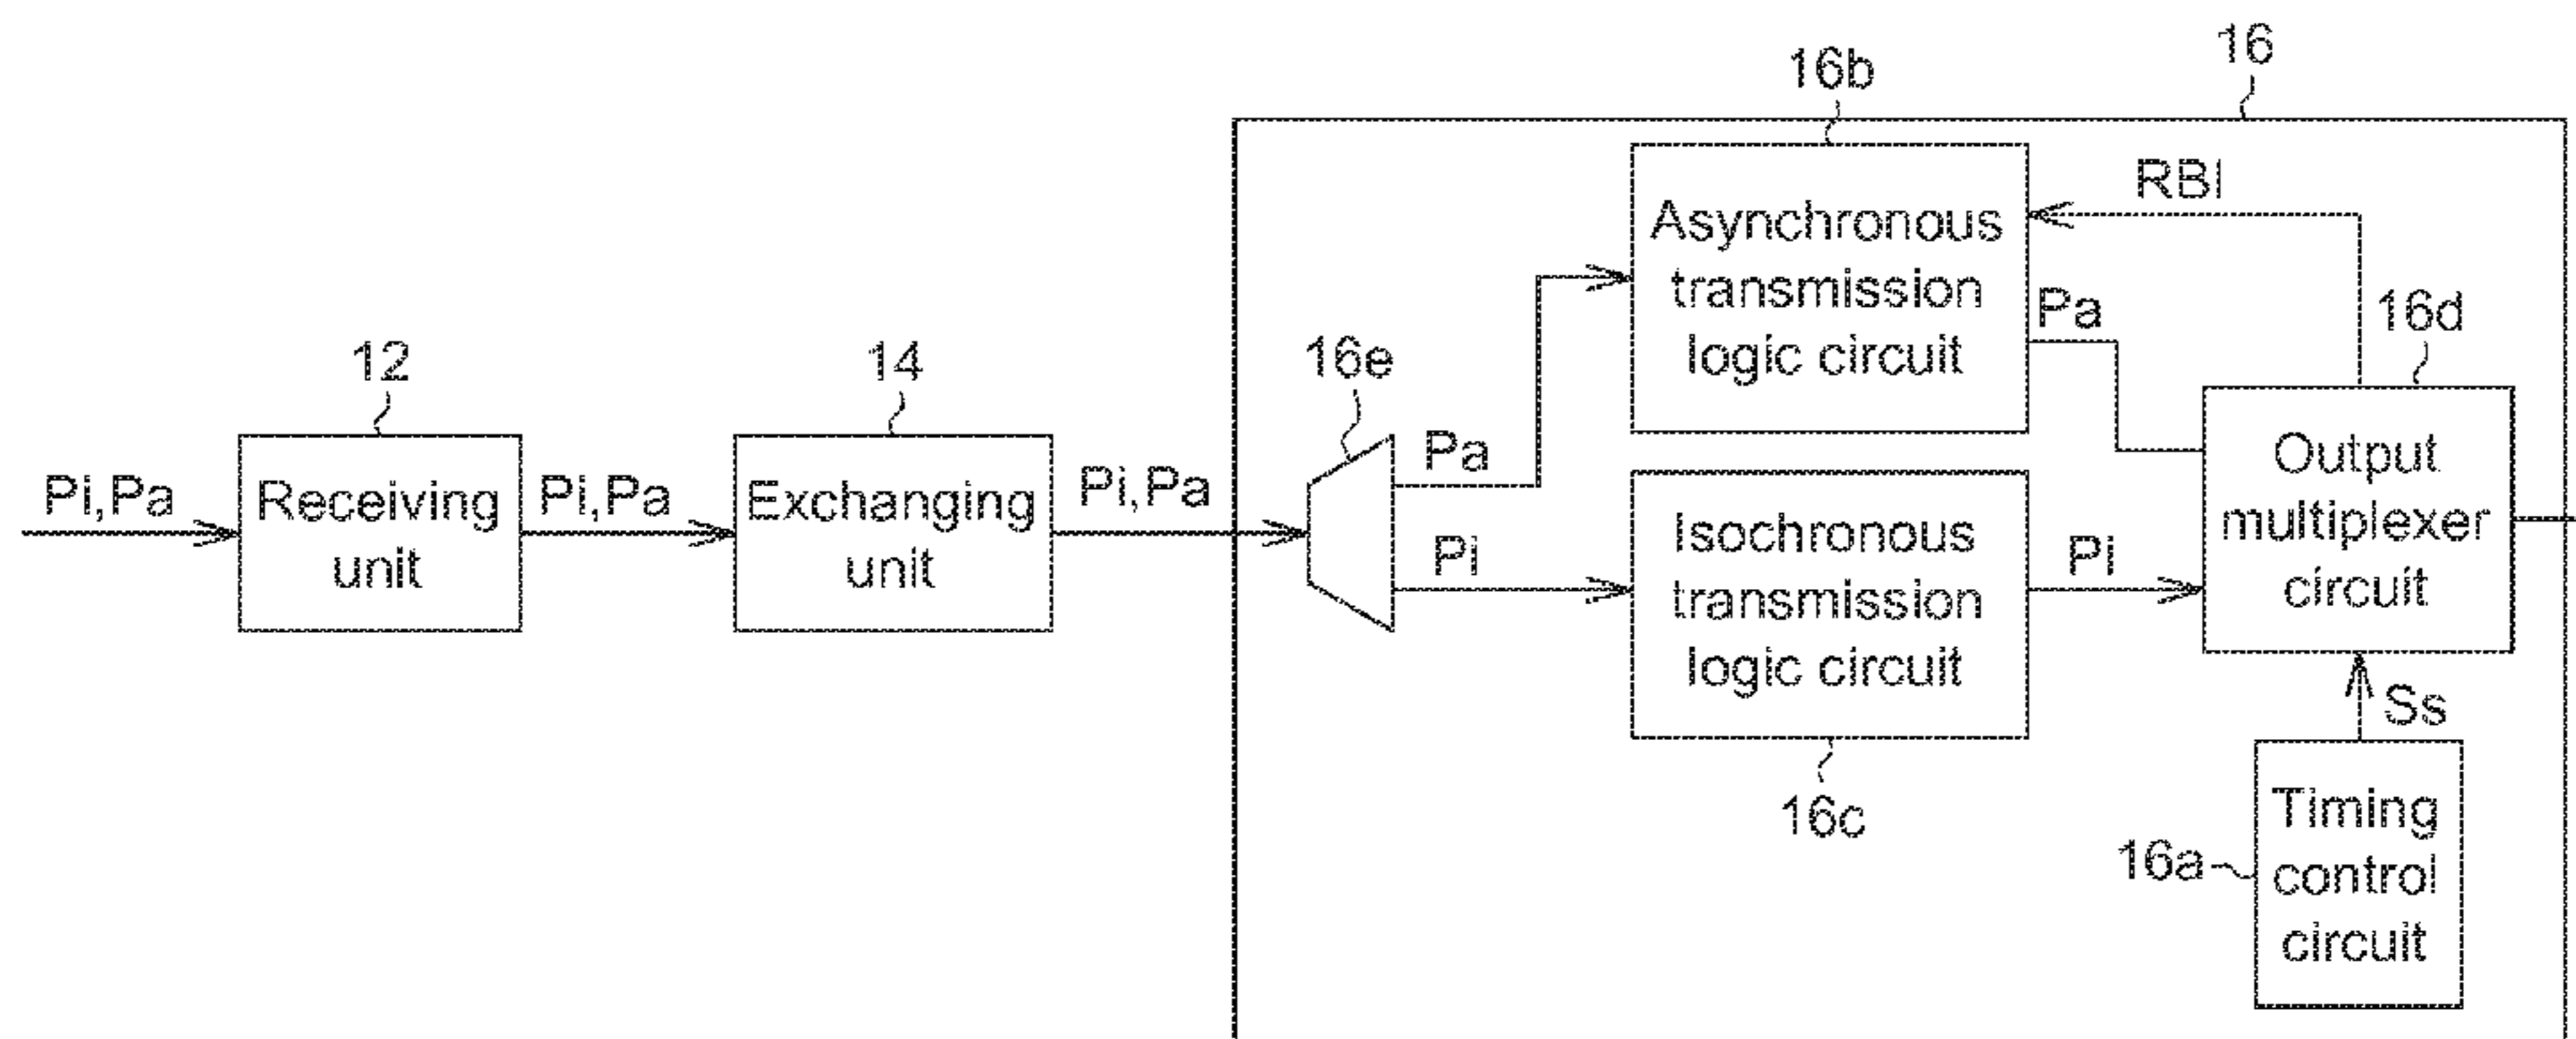 16
16b
RBI
Asynchronous
transmission
logic circuit
Pa
16d
12
14
16e
Pi,Pa
Receiving
unit
Pi,Pa
Exchanging
unit
Pi,Pa
Pa
Pi
Isochronous
transmission
logic circuit
Pi
Output
multiplexer
circuit
Ss
16c
16a
Timing
control
circuit